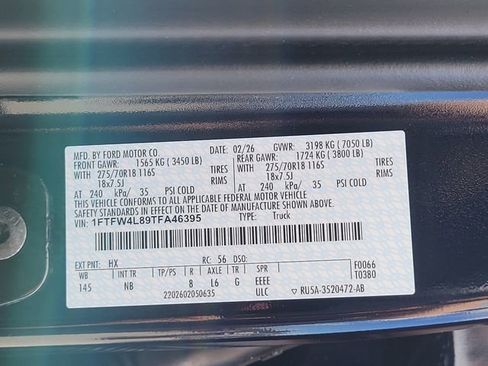 MFD. BY FORD MOTOR CO.
DATE: 02/26 GVWR: 3198 KG ( 7050 LB)
FRONT GAWR: 1565 KG ( 3450 LB) REAR GAWR: 1724 KG ( 3800 LB)
275/70R18 116S TIRES 275/70R18 116S TIRES
18x7.5J RIMS 18x7.5J RIMS
AT 240 kPa/ 35 PSI COLD AT 240 kPa/ 35 PSI COLD
THIS VEHICLE CONFORMS TO ALL APPLICABLE FEDERAL MOTOR VEHICLE
SAFETY STANDARDS IN EFFECT ON THE DATE OF MANUFACTURE SHOWN ABOVE.
VIN: 1FTFW4L89TFA46395 TYPE: Truck
EXT PNT: HX RC: 56 DSO: F0066
WB INT TR TP/PS R AXLE TR SPR T0380
145 NB 8 L6 G EEEE
2202602050635 ULC ▽ RU5A-3520472-AB